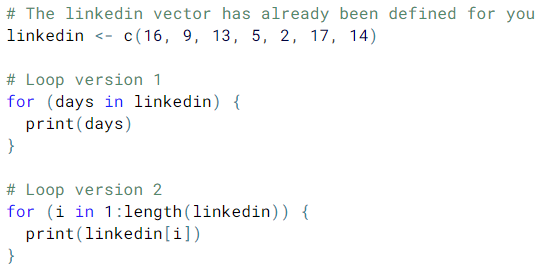 # The linkedin vector has already been defined for you
linkedin <- c(16, 9, 13, 5, 2, 17, 14)

# Loop version 1
for (days in linkedin) {
  print(days)
}

# Loop version 2
for (i in 1:length(linkedin)) {
  print(linkedin[i])
}